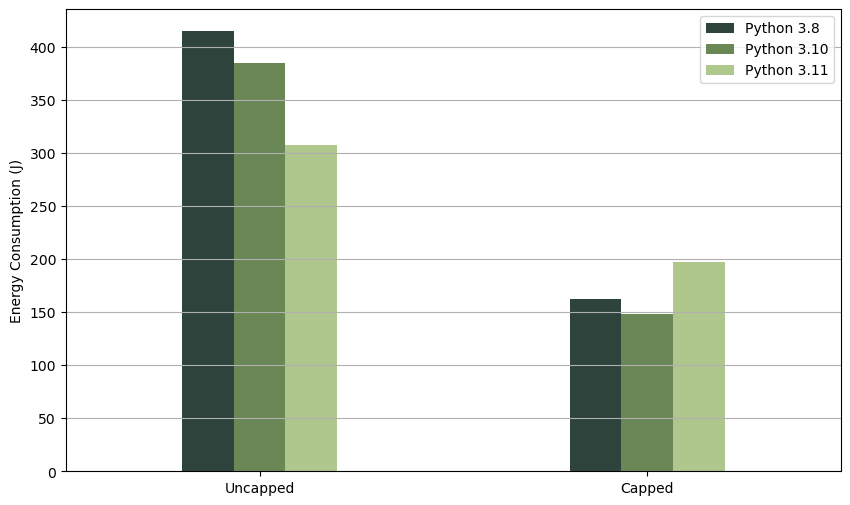 Python 3.8
Python 3.10
Python 3.11
Energy Consumption (J)
400
350
300
250
200
150
100
50
0
Uncapped
Capped